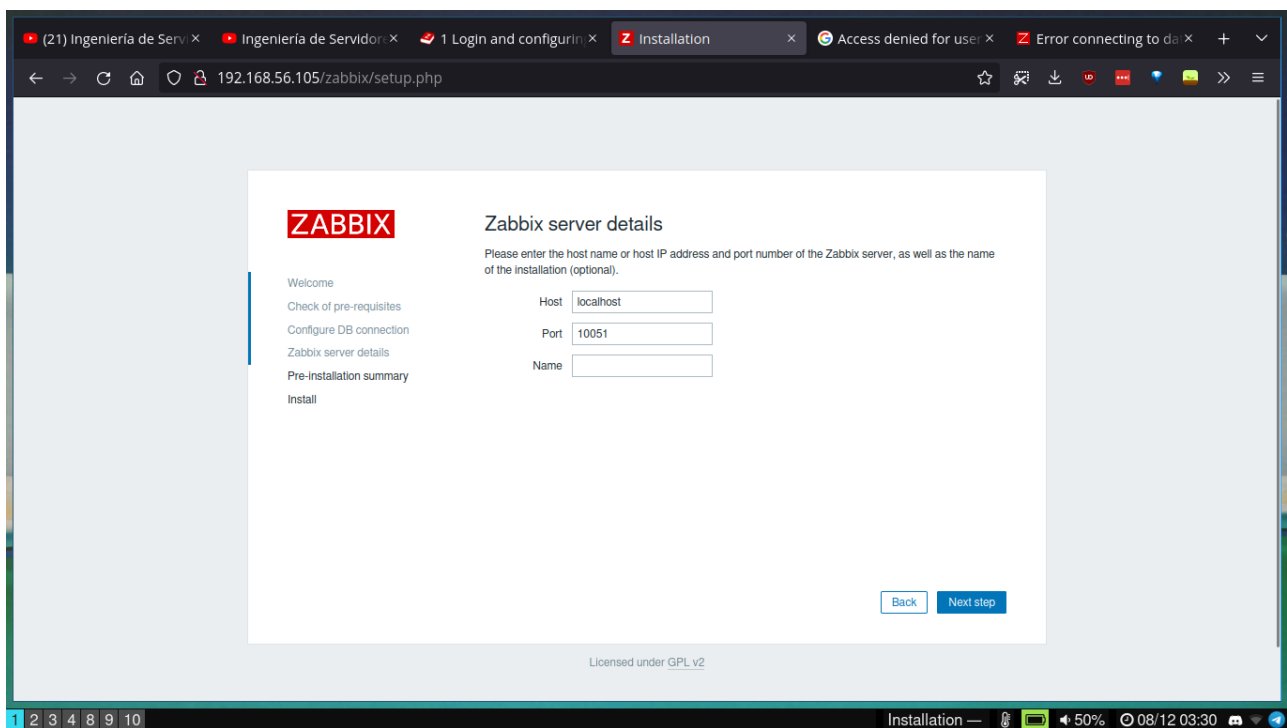 (21) Ingeniería de Servi
Ingeniería de Servidore
1 Login and configurin
Installation
Access denied for user
Error connecting to dat
192.168.56.105/zabbix/setup.php
ZABBIX
Welcome
Check of pre-requisites
Configure DB connection
Zabbix server details
Pre-installation summary
Install
Zabbix server details
Please enter the host name or host IP address and port number of the Zabbix server, as well as the name
of the installation (optional).
Host localhost
Port 10051
Name
Back Next step
Licensed under GPL v2
1 2 3 4 8 9 10
Installation — 50% 08/12 03:30